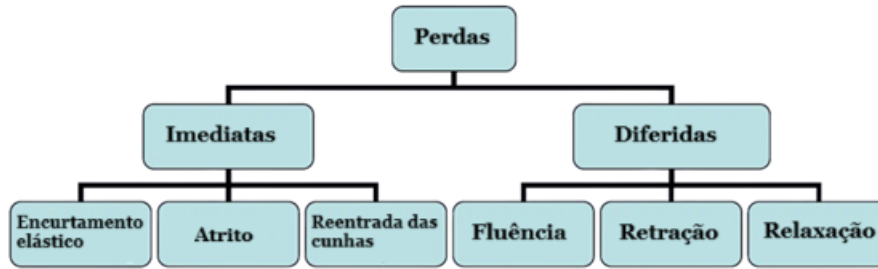 Perdas
Imediatas
Diferidas
Encurtamento
elástico
Atrito
Reentrada das
cunhas
Fluência
Retração
Relaxação